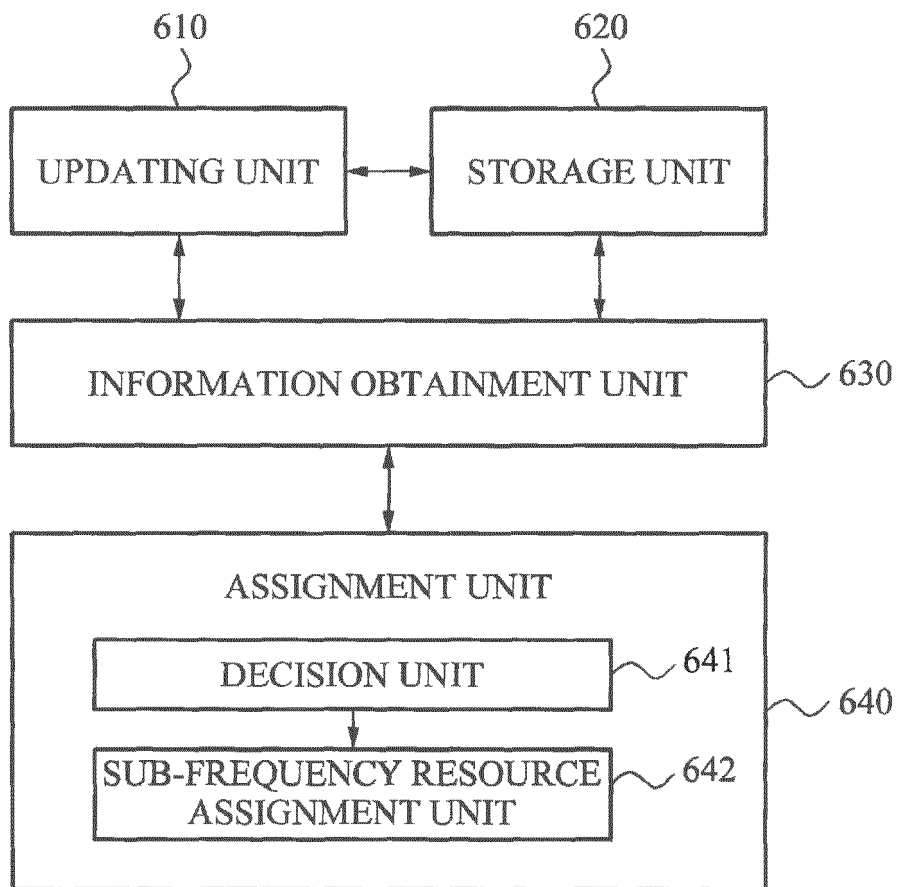 610
620
UPDATING UNIT
STORAGE UNIT
INFORMATION OBTAINMENT UNIT
630
ASSIGNMENT UNIT
DECISION UNIT
641
640
SUB-FREQUENCY RESOURCE
ASSIGNMENT UNIT
642